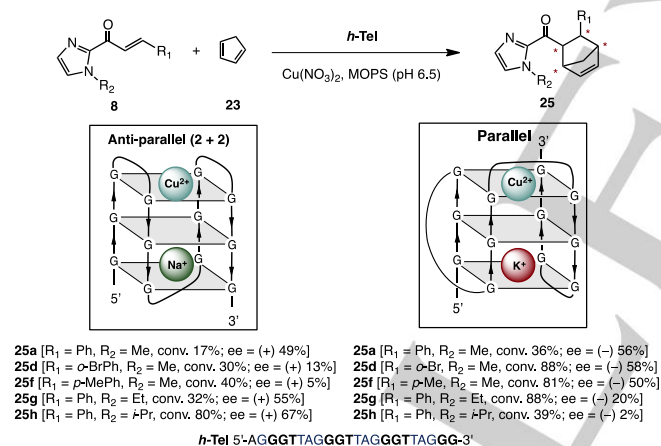 O
N
N
R1
R2
8
+
23
h-Tel
Cu(NO3)2, MOPS (pH 6.5)
O
R1
N
N
R2
*
*
*
*
25
Anti-parallel (2 + 2)
G
G
G
G
Cu2+
G
G
G
G
Na+
G
G
G
G
5'
3'
Parallel
3'
G
G
G
G
Cu2+
G
G
G
G
K+
G
G
G
G
5'
25a [R1 = Ph, R2 = Me, conv. 17%; ee = (+) 49%]
25d [R1 = o-BrPh, R2 = Me, conv. 30%; ee = (+) 13%]
25f [R1 = p-MePh, R2 = Me, conv. 40%; ee = (+) 5%]
25g [R1 = Ph, R2 = Et, conv. 32%; ee = (+) 55%]
25h [R1 = Ph, R2 = i-Pr, conv. 80%; ee = (+) 67%]
25a [R1 = Ph, R2 = Me, conv. 36%; ee = (−) 56%]
25d [R1 = o-Br, R2 = Me, conv. 88%; ee = (−) 58%]
25f [R1 = p-Me, R2 = Me, conv. 81%; ee = (−) 50%]
25g [R1 = Ph, R2 = Et, conv. 88%; ee = (−) 20%]
25h [R1 = Ph, R2 = i-Pr, conv. 39%; ee = (−) 2%]
h-Tel 5'-AGGGTTAGGGTTAGGGTTAGGG-3'